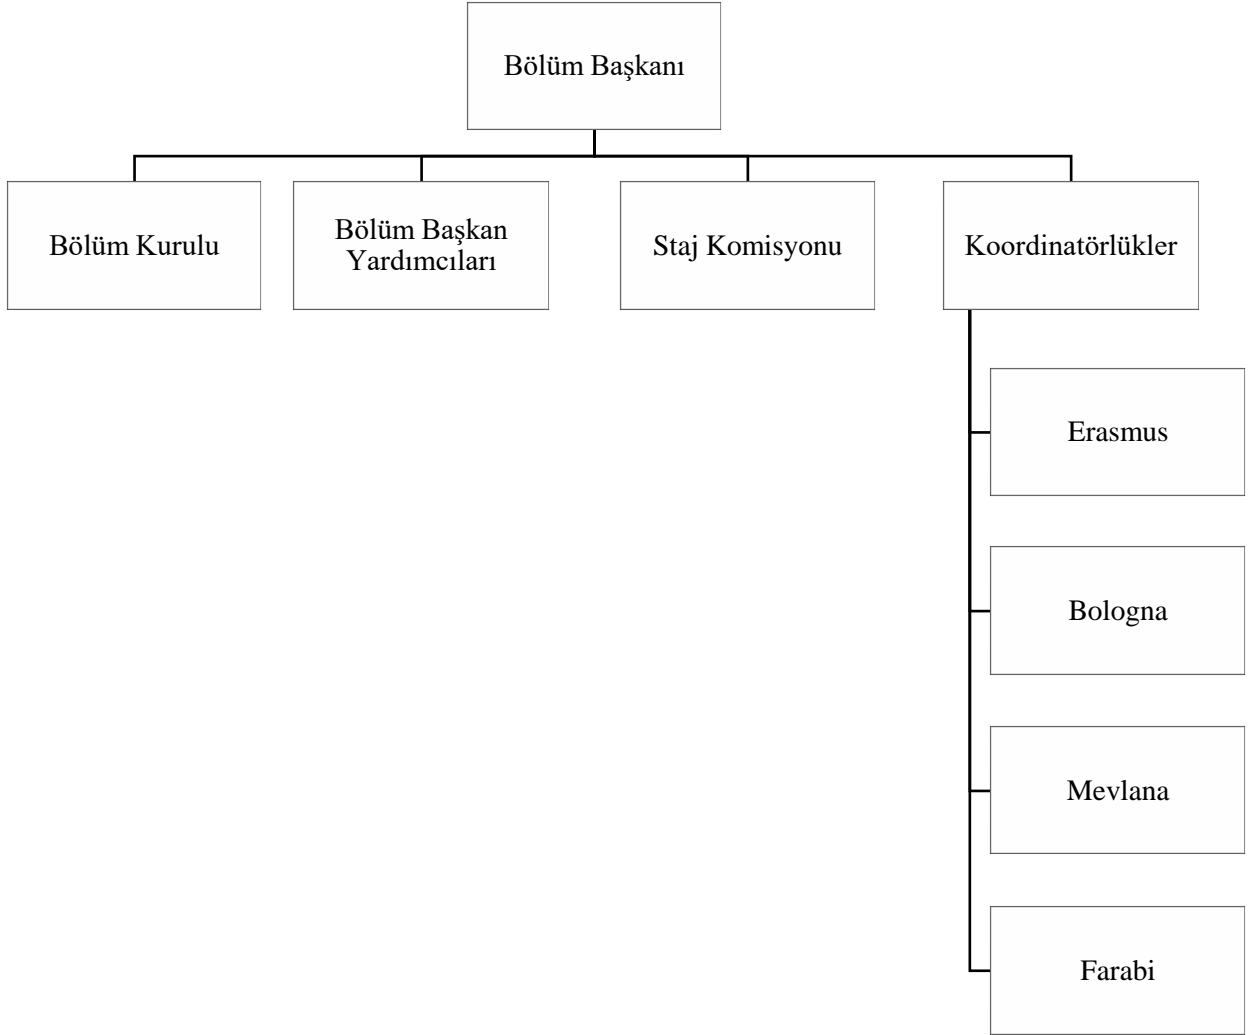 Bölüm Başkanı
Bölüm Kurulu
Bölüm Başkan
Yardımcıları
Staj Komisyonu
Koordinatörlükler
Erasmus
Bologna
Mevlana
Farabi